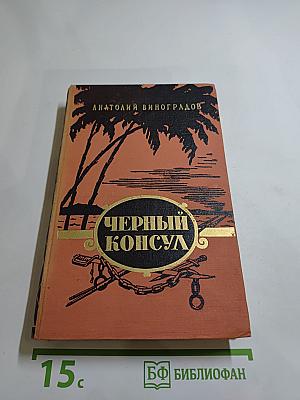 АНАТОЛИЙ ВИНОГРАДОВ
ЧЕРНЫЙ
КОНСУЛ
15с
БФ БИБЛИОФАН